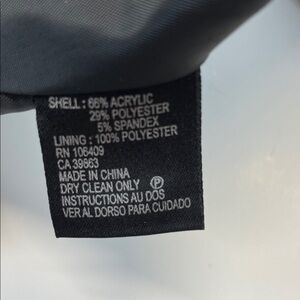 SHELL: 66% ACRYLIC
29% POLYESTER
5% SPANDEX
LINING: 100% POLYESTER
RN 106409
CA 39663
MADE IN CHINA
DRY CLEAN ONLY Ⓟ
INSTRUCTIONS AU DOS
VER AL DORSO PARA CUIDADO